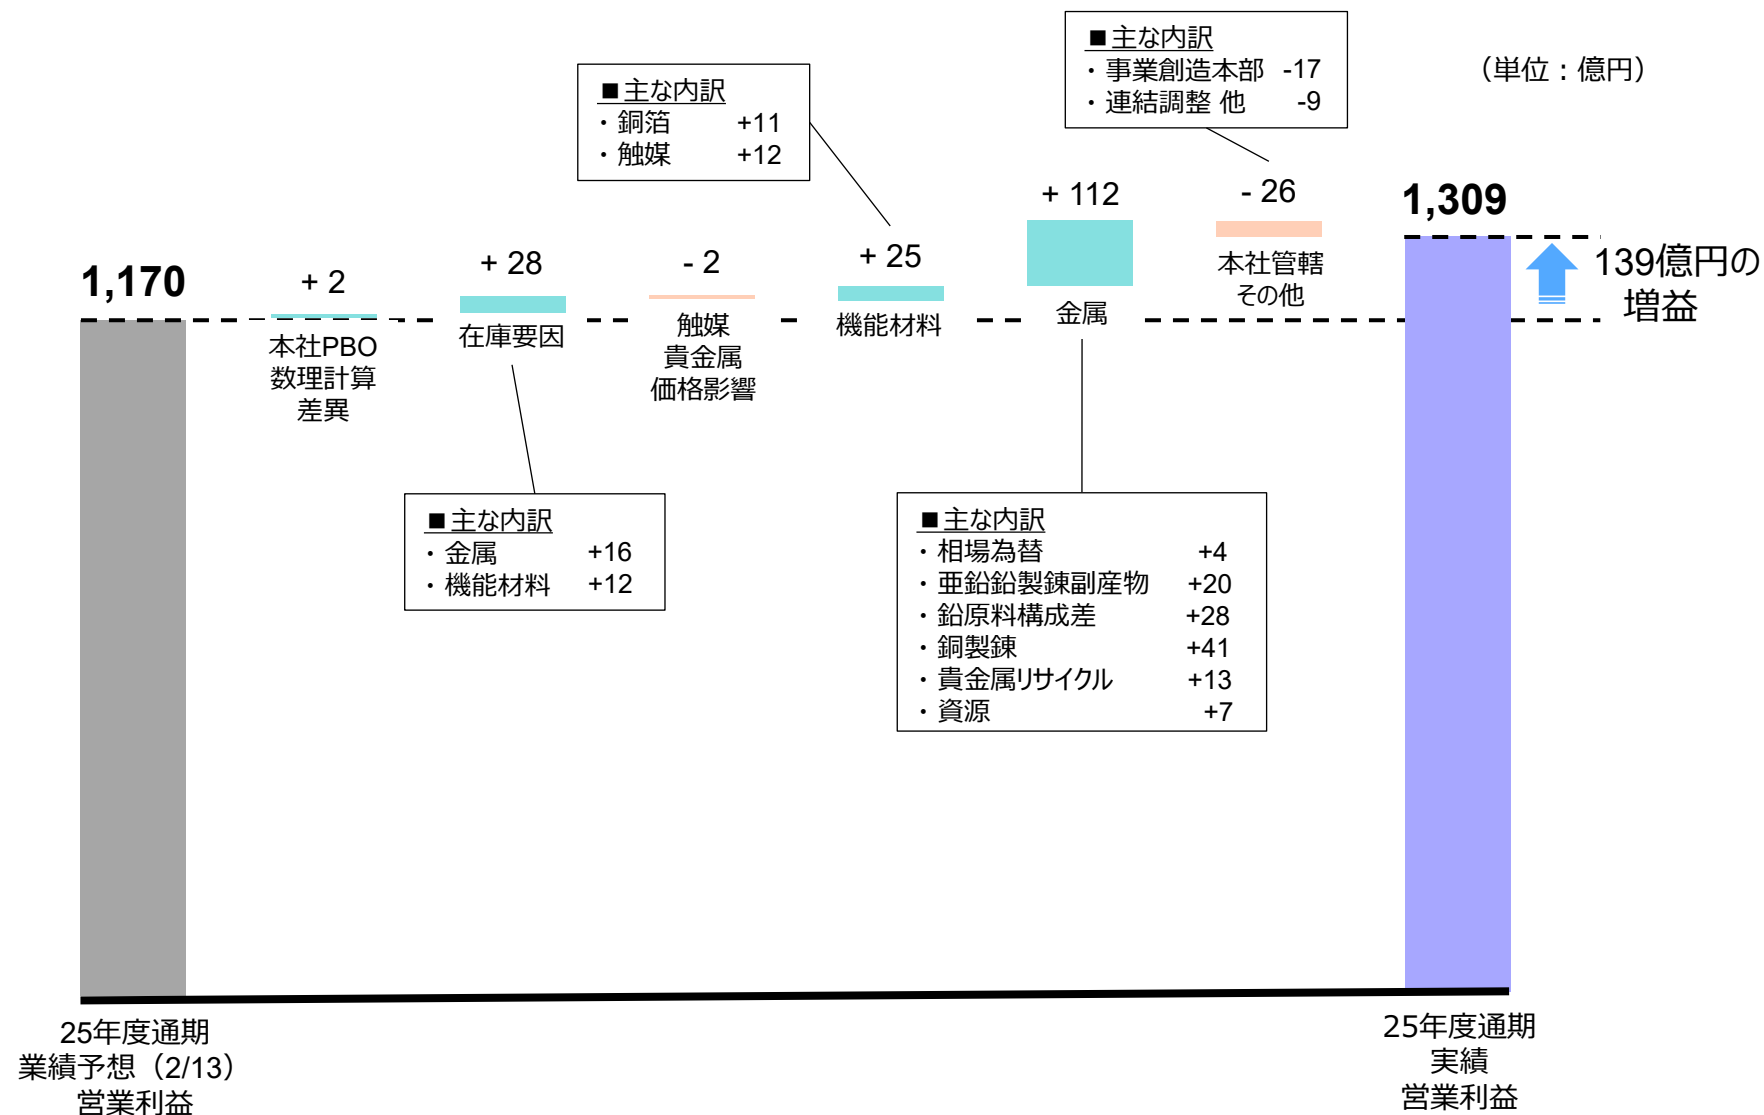 （単位：億円）
■主な内訳
・事業創造本部 -17
・連結調整 他 -9
■主な内訳
・銅箔 +11
・触媒 +12
1,170
+ 2
本社PBO
数理計算
差異
+ 28
在庫要因
- 2
触媒
貴金属
価格影響
+ 25
機能材料
+ 112
金属
- 26
本社管轄
その他
1,309
139億円の
増益
■主な内訳
・金属 +16
・機能材料 +12
■主な内訳
・相場為替 +4
・亜鉛鉛製錬副産物 +20
・鉛原料構成差 +28
・銅製錬 +41
・貴金属リサイクル +13
・資源 +7
25年度通期
業績予想（2/13）
営業利益
25年度通期
実績
営業利益